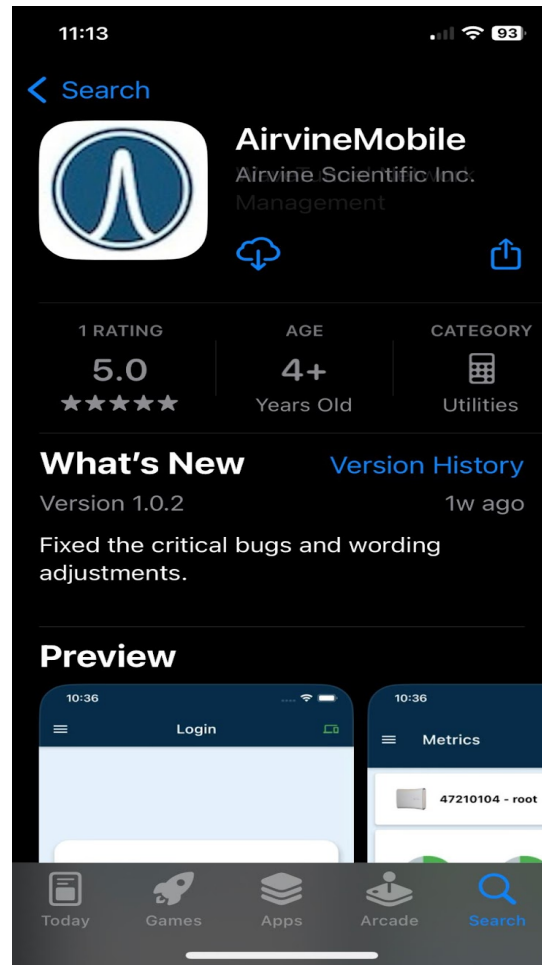 11:13
93
Search
AirvineMobile
Airvine Scientific Inc.
Management
1 RATING
AGE
CATEGORY
5.0
4+
Years Old
Utilities
What's New
Version History
Version 1.0.2
1w ago
Fixed the critical bugs and wording
adjustments.
Preview
10:36
10:36
Login
Metrics
47210104 - root
Today
Games
Apps
Arcade
Search